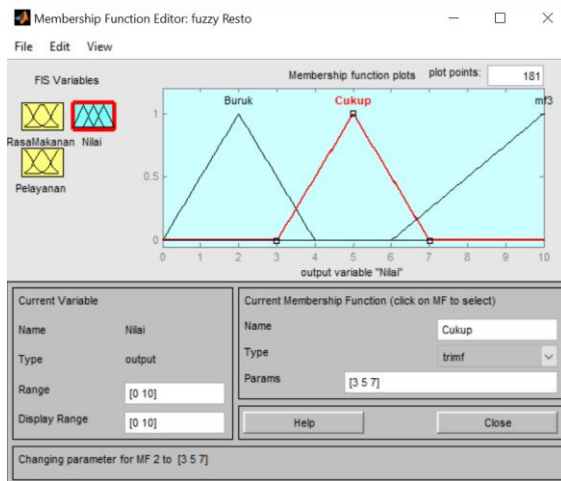 Membership Function Editor: fuzzy Resto
File Edit View
FIS Variables
RasaMakanan Nilai
Pelayanan
Membership function plots plot points: 181
Buruk Cukup mf3
1
0.5
0
0 1 2 3 4 5 6 7 8 9 10
output variable "Nilai"
Current Variable
Name Nilai
Type output
Range [0 10]
Display Range [0 10]
Current Membership Function (click on MF to select)
Name Cukup
Type trimf
Params [3 5 7]
Help Close
Changing parameter for MF 2 to [3 5 7]